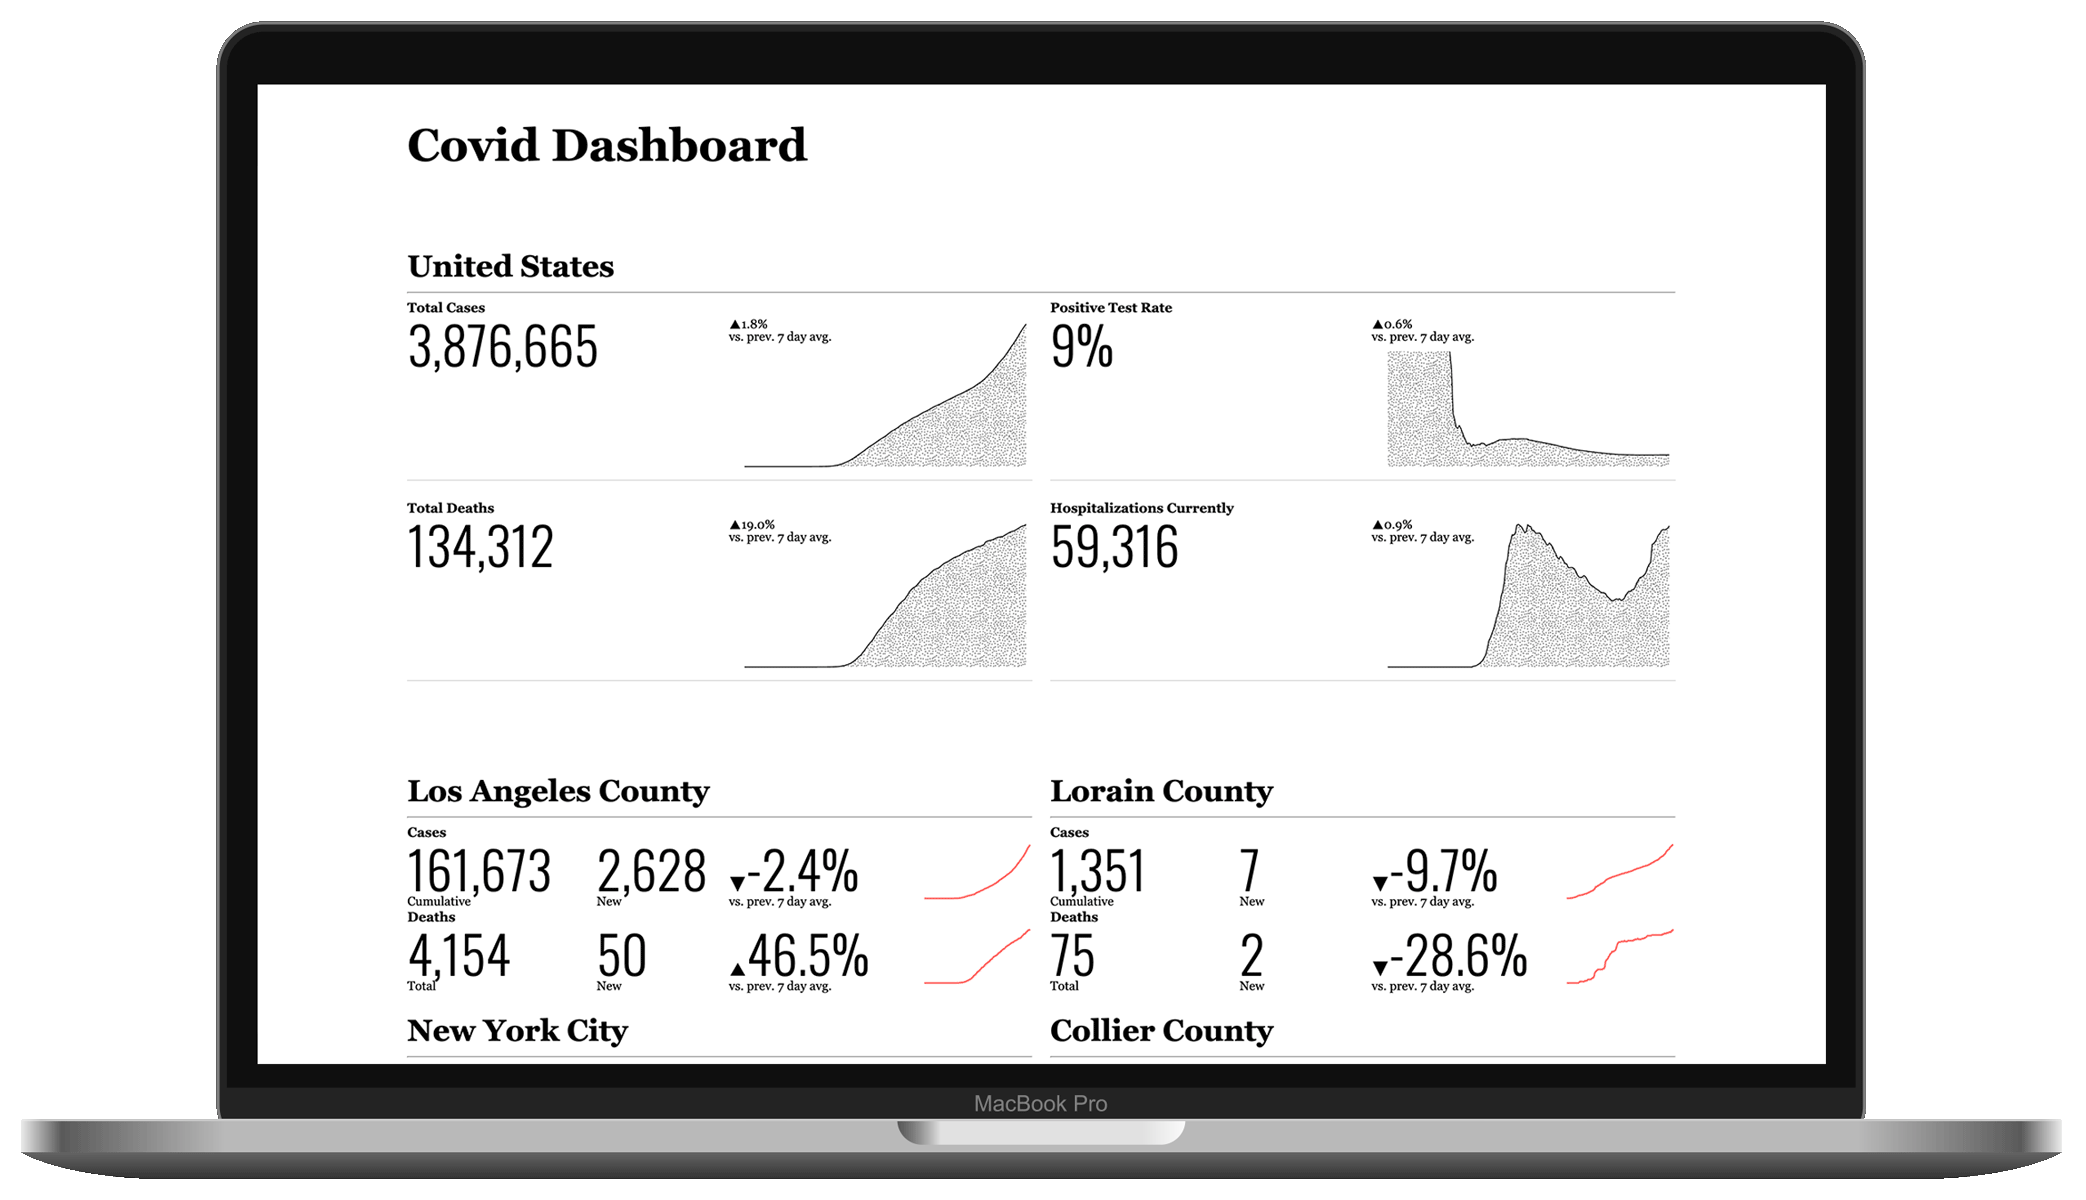 Covid Dashboard
United States
Total Cases
3,876,665
▲1.8%
vs. prev. 7 day avg.
Positive Test Rate
9%
▲0.6%
vs. prev. 7 day avg.
Total Deaths
134,312
▲19.0%
vs. prev. 7 day avg.
Hospitalizations Currently
59,316
▲0.9%
vs. prev. 7 day avg.
Los Angeles County
Cases
161,673 2,628 ▼-2.4%
Cumulative New vs. prev. 7 day avg.
Deaths
4,154 50 ▲46.5%
Total New vs. prev. 7 day avg.
Lorain County
Cases
1,351 7 ▼-9.7%
Cumulative New vs. prev. 7 day avg.
Deaths
75 2 ▼-28.6%
Total New vs. prev. 7 day avg.
New York City
Collier County
MacBook Pro